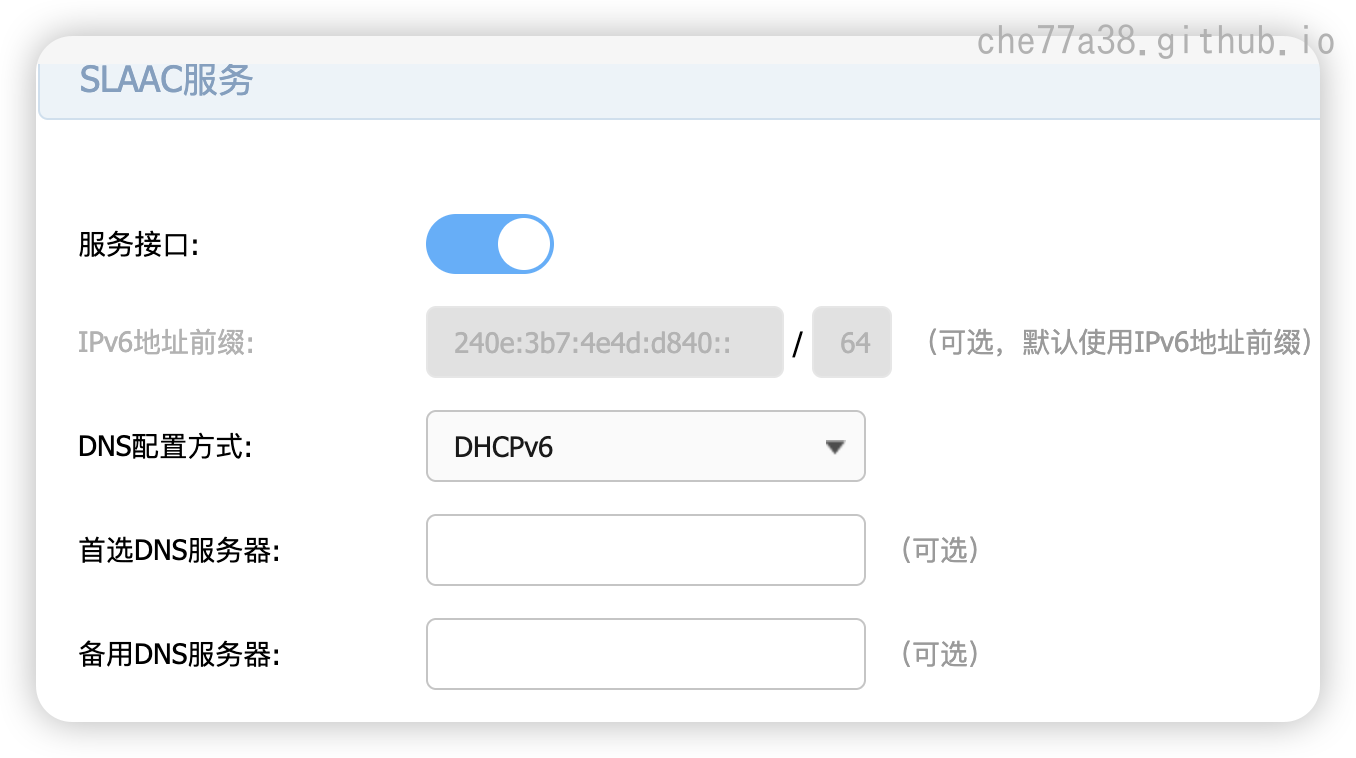 che77a38.github.io
SLAAC服务
服务接口:
IPv6地址前缀: 240e:3b7:4e4d:d840:: / 64 （可选，默认使用IPv6地址前缀）
DNS配置方式: DHCPv6
首选DNS服务器: （可选）
备用DNS服务器: （可选）